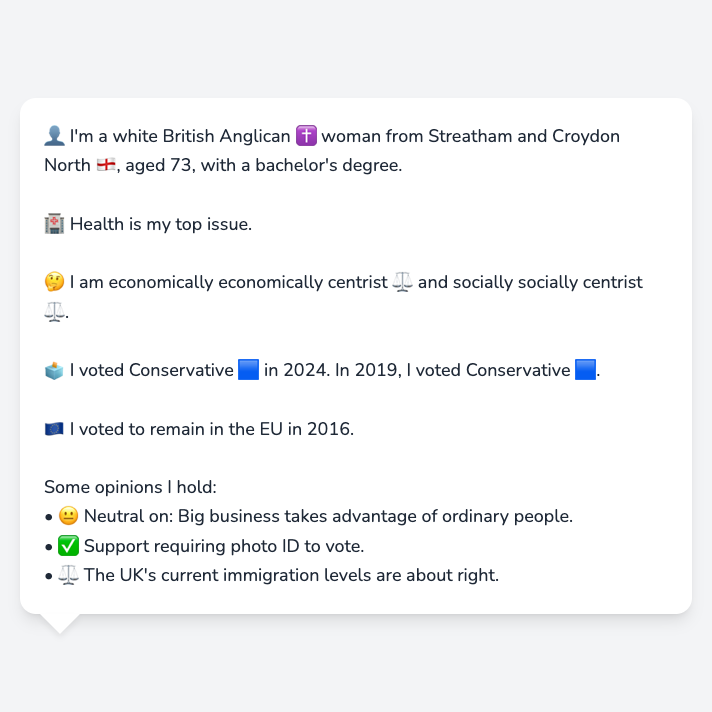 👤 I'm a white British Anglican ✝️ woman from Streatham and Croydon
North 🏴󠁧󠁢󠁥󠁮󠁧󠁿, aged 73, with a bachelor's degree.
🏥 Health is my top issue.
🤔 I am economically economically centrist ⚖️ and socially socially centrist
⚖️.
🗳️ I voted Conservative 🟦 in 2024. In 2019, I voted Conservative 🟦.
🇪🇺 I voted to remain in the EU in 2016.
Some opinions I hold:
• 😐 Neutral on: Big business takes advantage of ordinary people.
• ✅ Support requiring photo ID to vote.
• ⚖️ The UK's current immigration levels are about right.